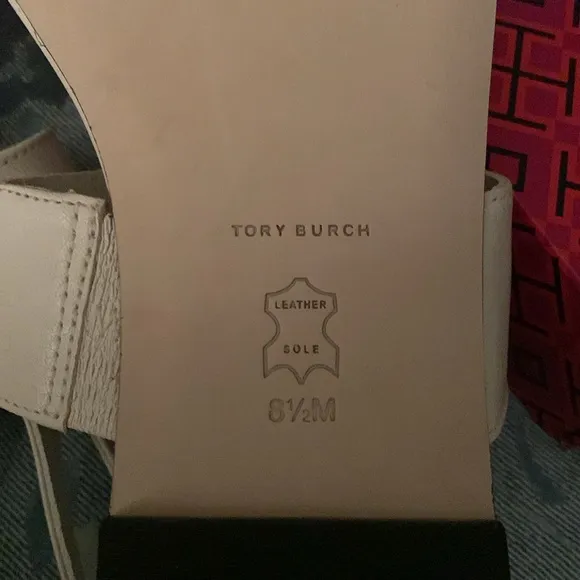 TORY BURCH
LEATHER
SOLE
8½M